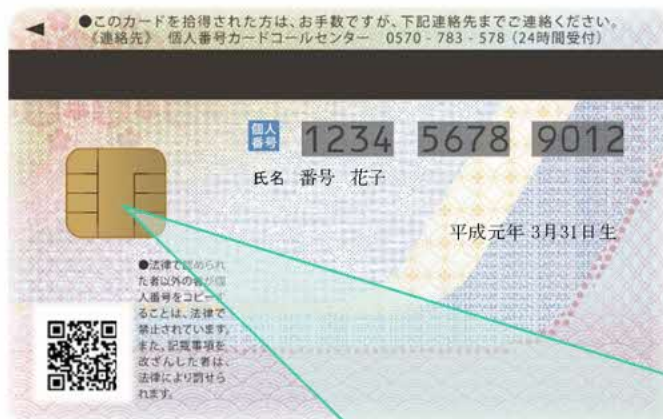 ●このカードを拾得された方は、お手数ですが、下記連絡先までご連絡ください。
《連絡先》 個人番号カードコールセンター 0570-783-578(24時間受付)
個人
番号
1234 5678 9012
氏名 番号 花子
平成元年 3月31日生
●法律で認められ
た者以外の者が個
人番号をコピーす
ることは、法律で
禁止されています。
また、記載事項を
改ざんした者は、
法律により罰せら
れます。